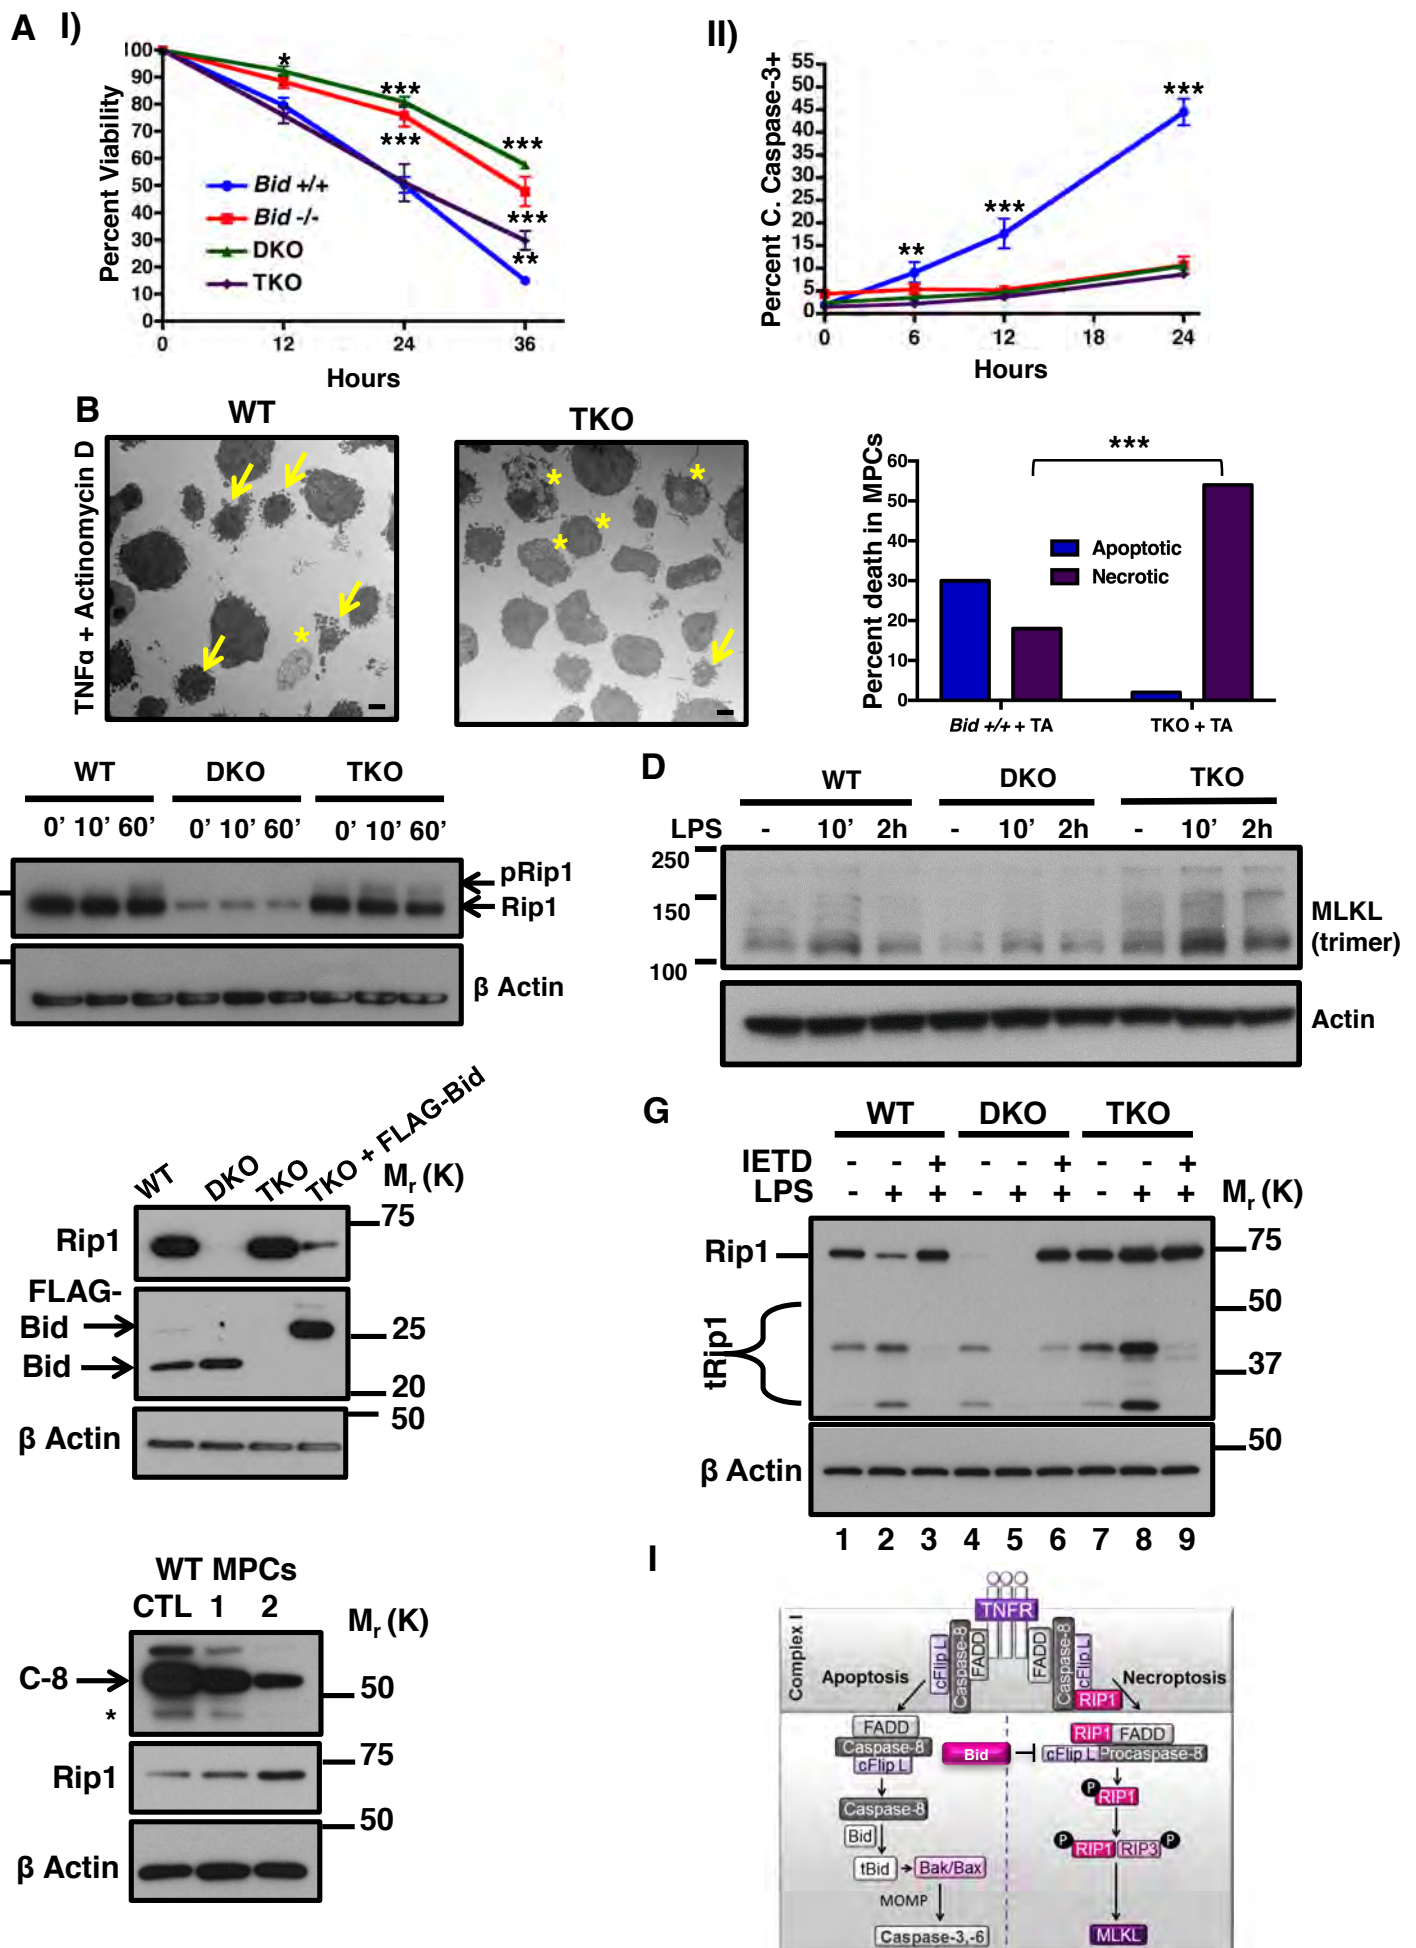 A I)
Percent Viability
100
90
80
70
60
50
40
30
20
10
0
0 12 24 36
Hours
Bid +/+
Bid -/-
DKO
TKO
* *** *** *** *** **
II)
Percent C. Caspase-3+
55
50
45
40
35
30
25
20
15
10
5
0
0 6 12 18 24
Hours
** *** ***
B
WT
TKO
TNFα + Actinomycin D
*
* * * *
Percent death in MPCs
60
50
40
30
20
10
0
***
Apoptotic
Necrotic
Bid +/+ + TA
TKO + TA
WT DKO TKO
0’ 10’ 60’ 0’ 10’ 60’ 0’ 10’ 60’
pRip1
Rip1
β Actin
D
WT DKO TKO
LPS - 10’ 2h - 10’ 2h - 10’ 2h
250
150
100
MLKL
(trimer)
Actin
WT DKO TKO TKO + FLAG-Bid
Mr (K)
Rip1
75
FLAG-
Bid
25
Bid
20
50
β Actin
G
WT DKO TKO
IETD - - + - - + - - +
LPS - + + - + + - + + Mr (K)
Rip1
75
50
tRip1
37
50
β Actin
1 2 3 4 5 6 7 8 9
WT MPCs
CTL 1 2
Mr (K)
C-8
50
*
75
Rip1
50
β Actin
I
Complex I
TNFR
cFlip L
Caspase-8
FADD
FADD
Caspase-8
cFlip L
RIP1
Apoptosis
Necroptosis
FADD
Caspase-8
cFlip L
Bid
RIP1 FADD
cFlip L Procaspase-8
Caspase-8
P
RIP1
Bid
tBid
Bak/Bax
P
RIP1 RIP3
P
MOMP
Caspase-3,-6
MLKL